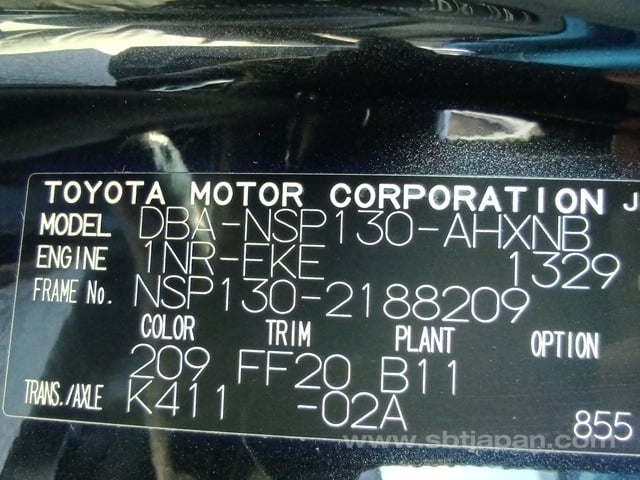 TOYOTA MOTOR CORPORATION J
MODEL DBA-NSP130-AHXNB
ENGINE 1NR-FKE 1329
FRAME No. NSP130-2188209
COLOR TRIM PLANT OPTION
209 FF20 B11
TRANS./AXLE K411 -02A
855
www.sbtjapan.com